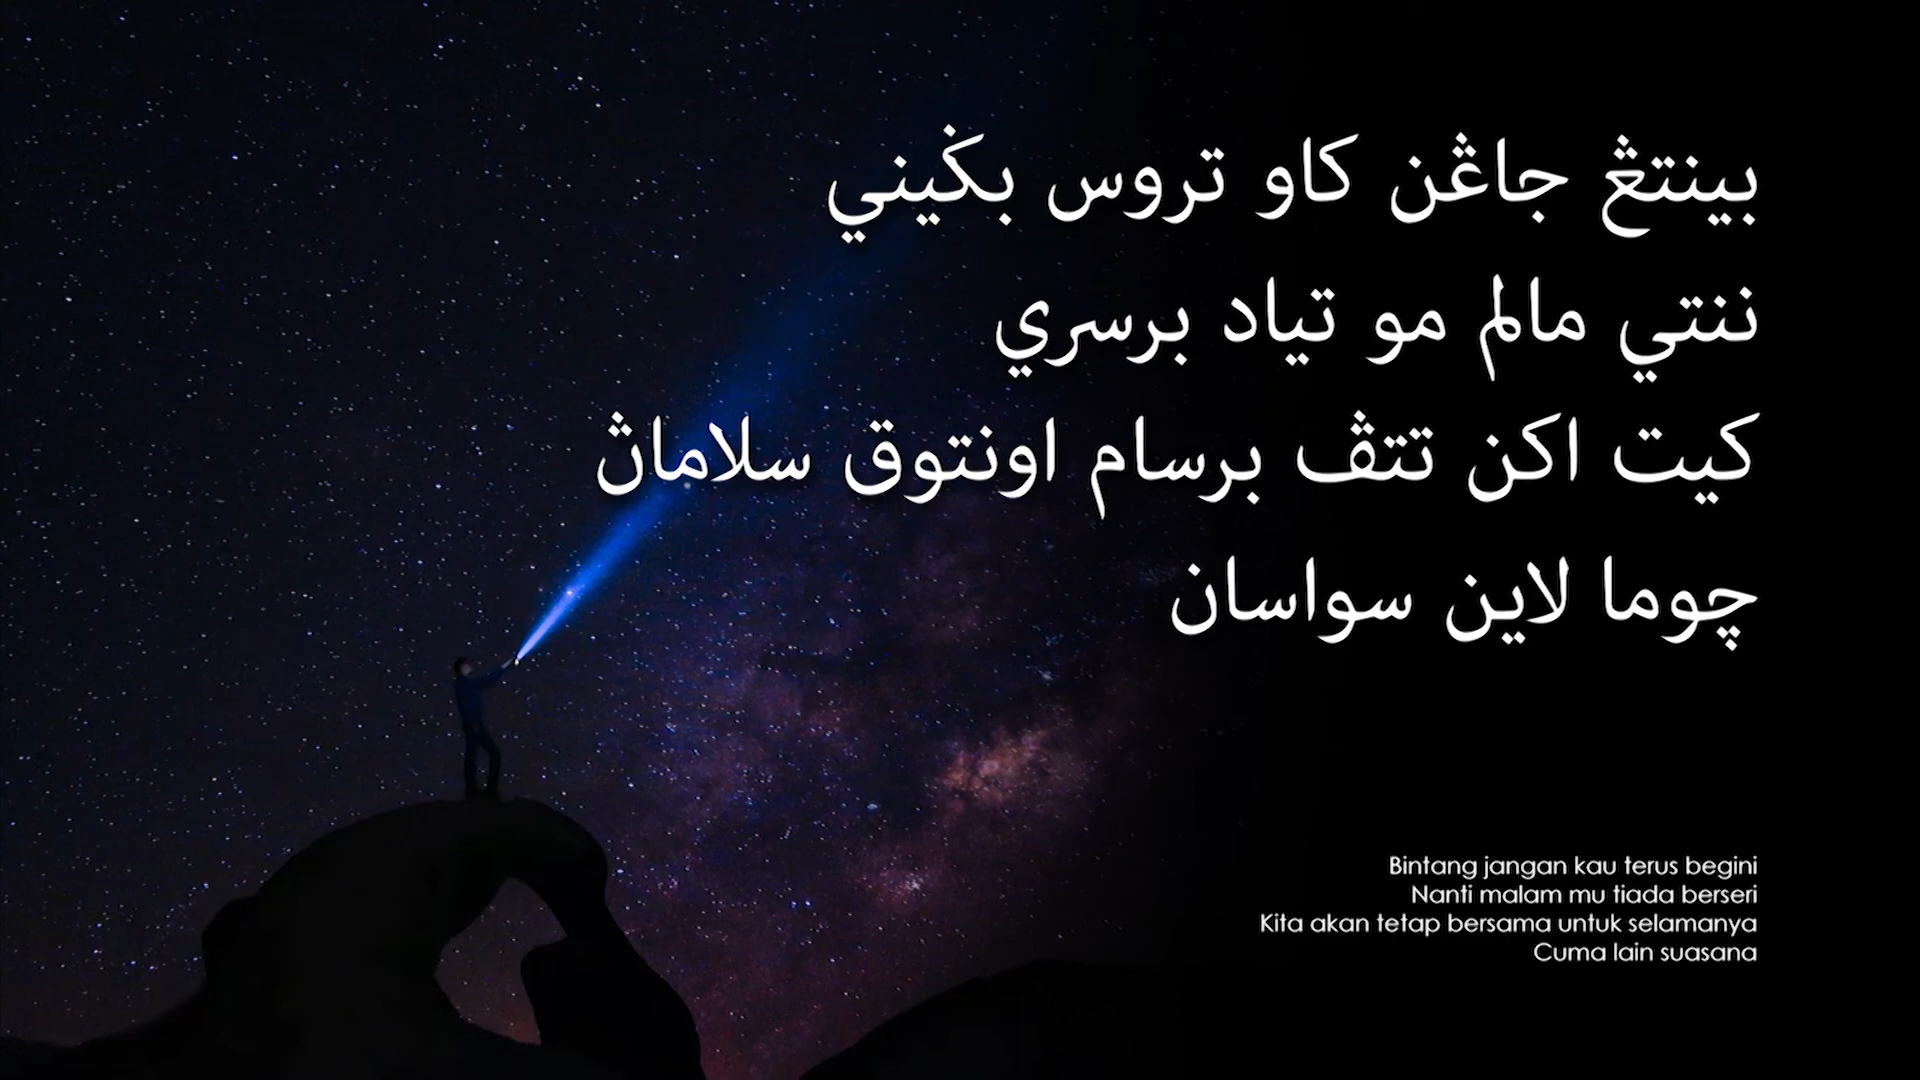 بينتڠ جاڠن كاو تروس بݢيني
ننتي مالم مو تياد برسري
كيت اكن تتڤ برسام اونتوق سلاماڽ
چوما لاين سواسان
Bintang jangan kau terus begini
Nanti malam mu tiada berseri
Kita akan tetap bersama untuk selamanya
Cuma lain suasana